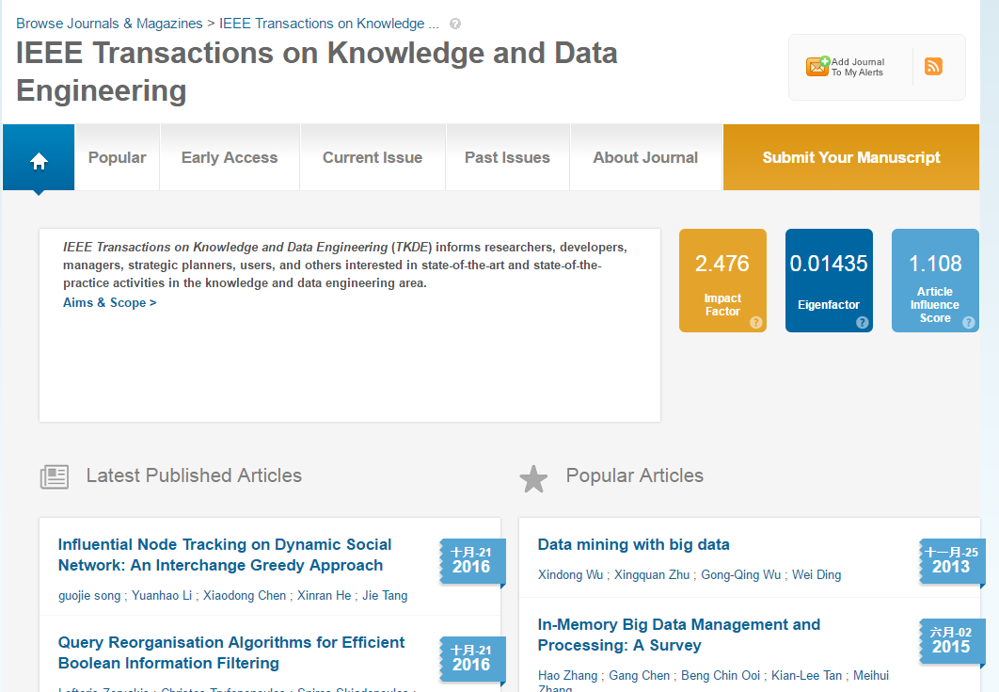 Browse Journals & Magazines > IEEE Transactions on Knowledge ... ?
IEEE Transactions on Knowledge and Data
Engineering
Add Journal
To My Alerts
Popular
Early Access
Current Issue
Past Issues
About Journal
Submit Your Manuscript
IEEE Transactions on Knowledge and Data Engineering (TKDE) informs researchers, developers,
managers, strategic planners, users, and others interested in state-of-the-art and state-of-the-
practice activities in the knowledge and data engineering area.
Aims & Scope >
2.476
Impact
Factor
?
0.01435
Eigenfactor
?
1.108
Article
Influence
Score
?
Latest Published Articles
Influential Node Tracking on Dynamic Social
Network: An Interchange Greedy Approach
十月-21
2016
guojie song ; Yuanhao Li ; Xiaodong Chen ; Xinran He ; Jie Tang
Query Reorganisation Algorithms for Efficient
Boolean Information Filtering
十月-21
2016
Popular Articles
Data mining with big data
十一月-25
2013
Xindong Wu ; Xingquan Zhu ; Gong-Qing Wu ; Wei Ding
In-Memory Big Data Management and
Processing: A Survey
六月-02
2015
Hao Zhang ; Gang Chen ; Beng Chin Ooi ; Kian-Lee Tan ; Meihui
Zhang